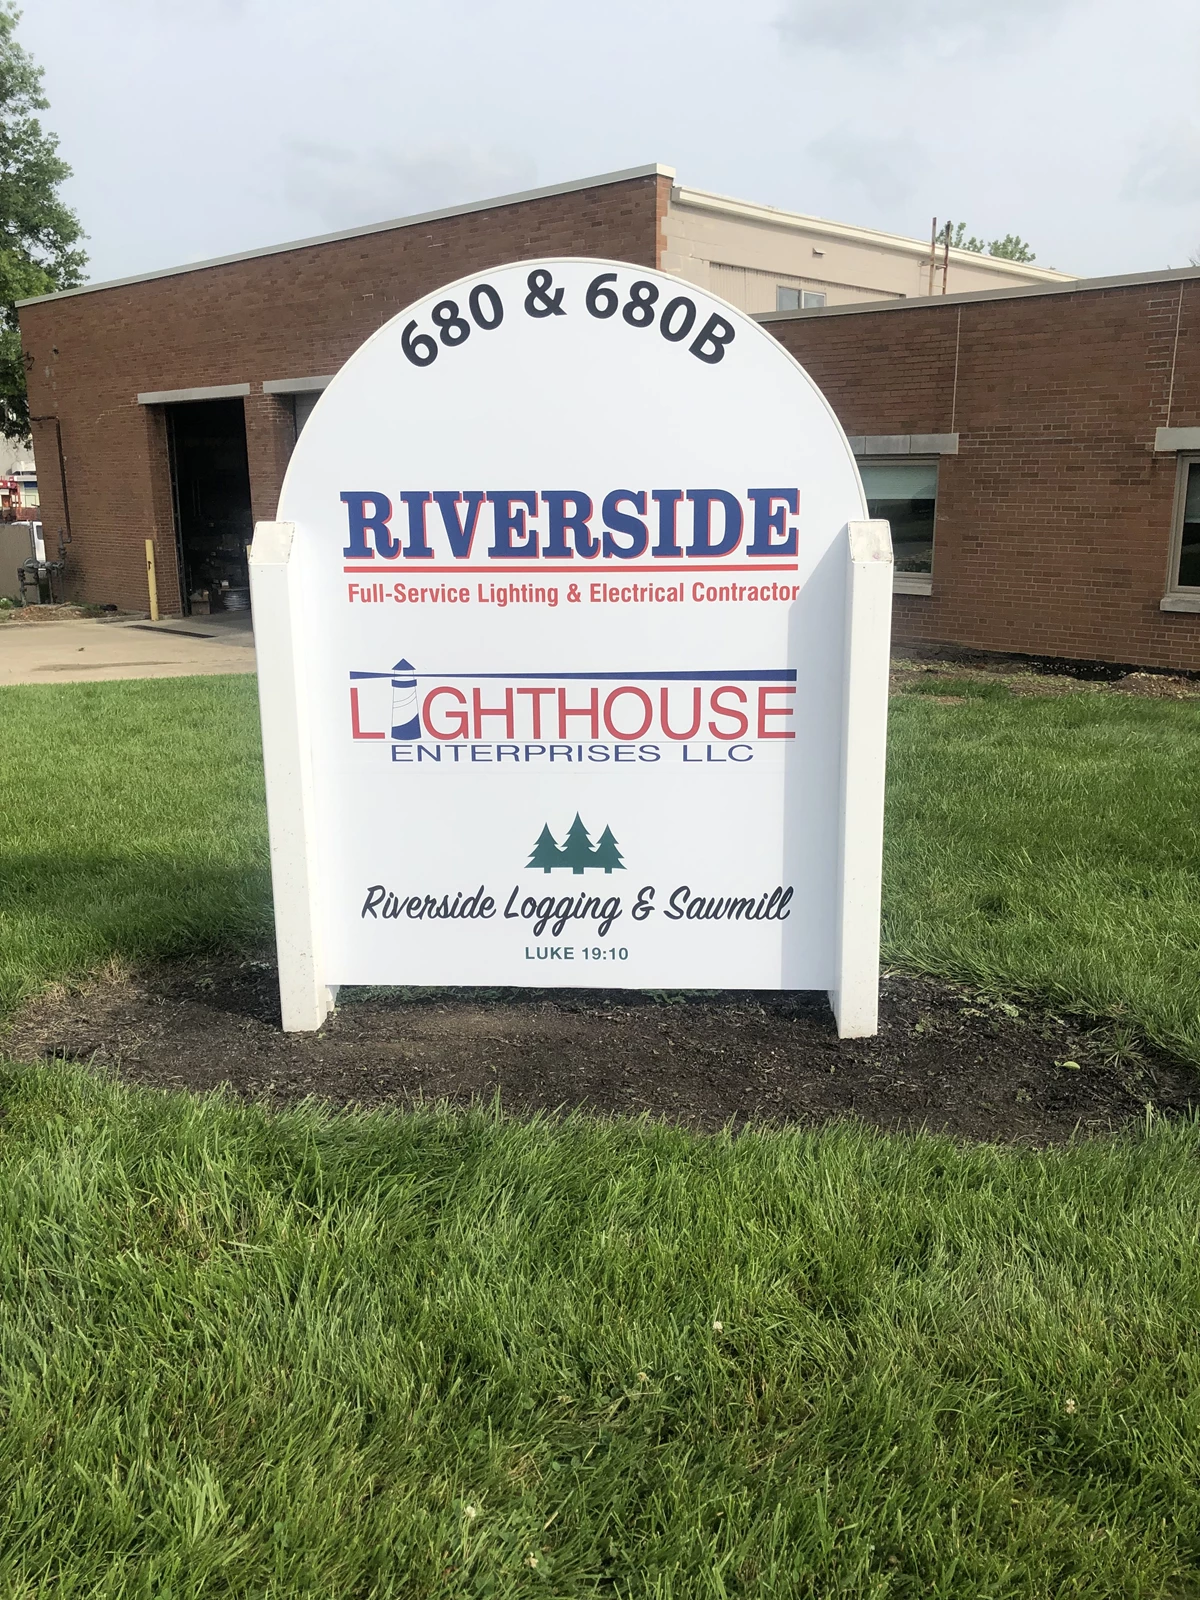 680 & 680B
RIVERSIDE
Full-Service Lighting & Electrical Contractor
LIGHTHOUSE
ENTERPRISES LLC
Riverside Logging & Sawmill
LUKE 19:10